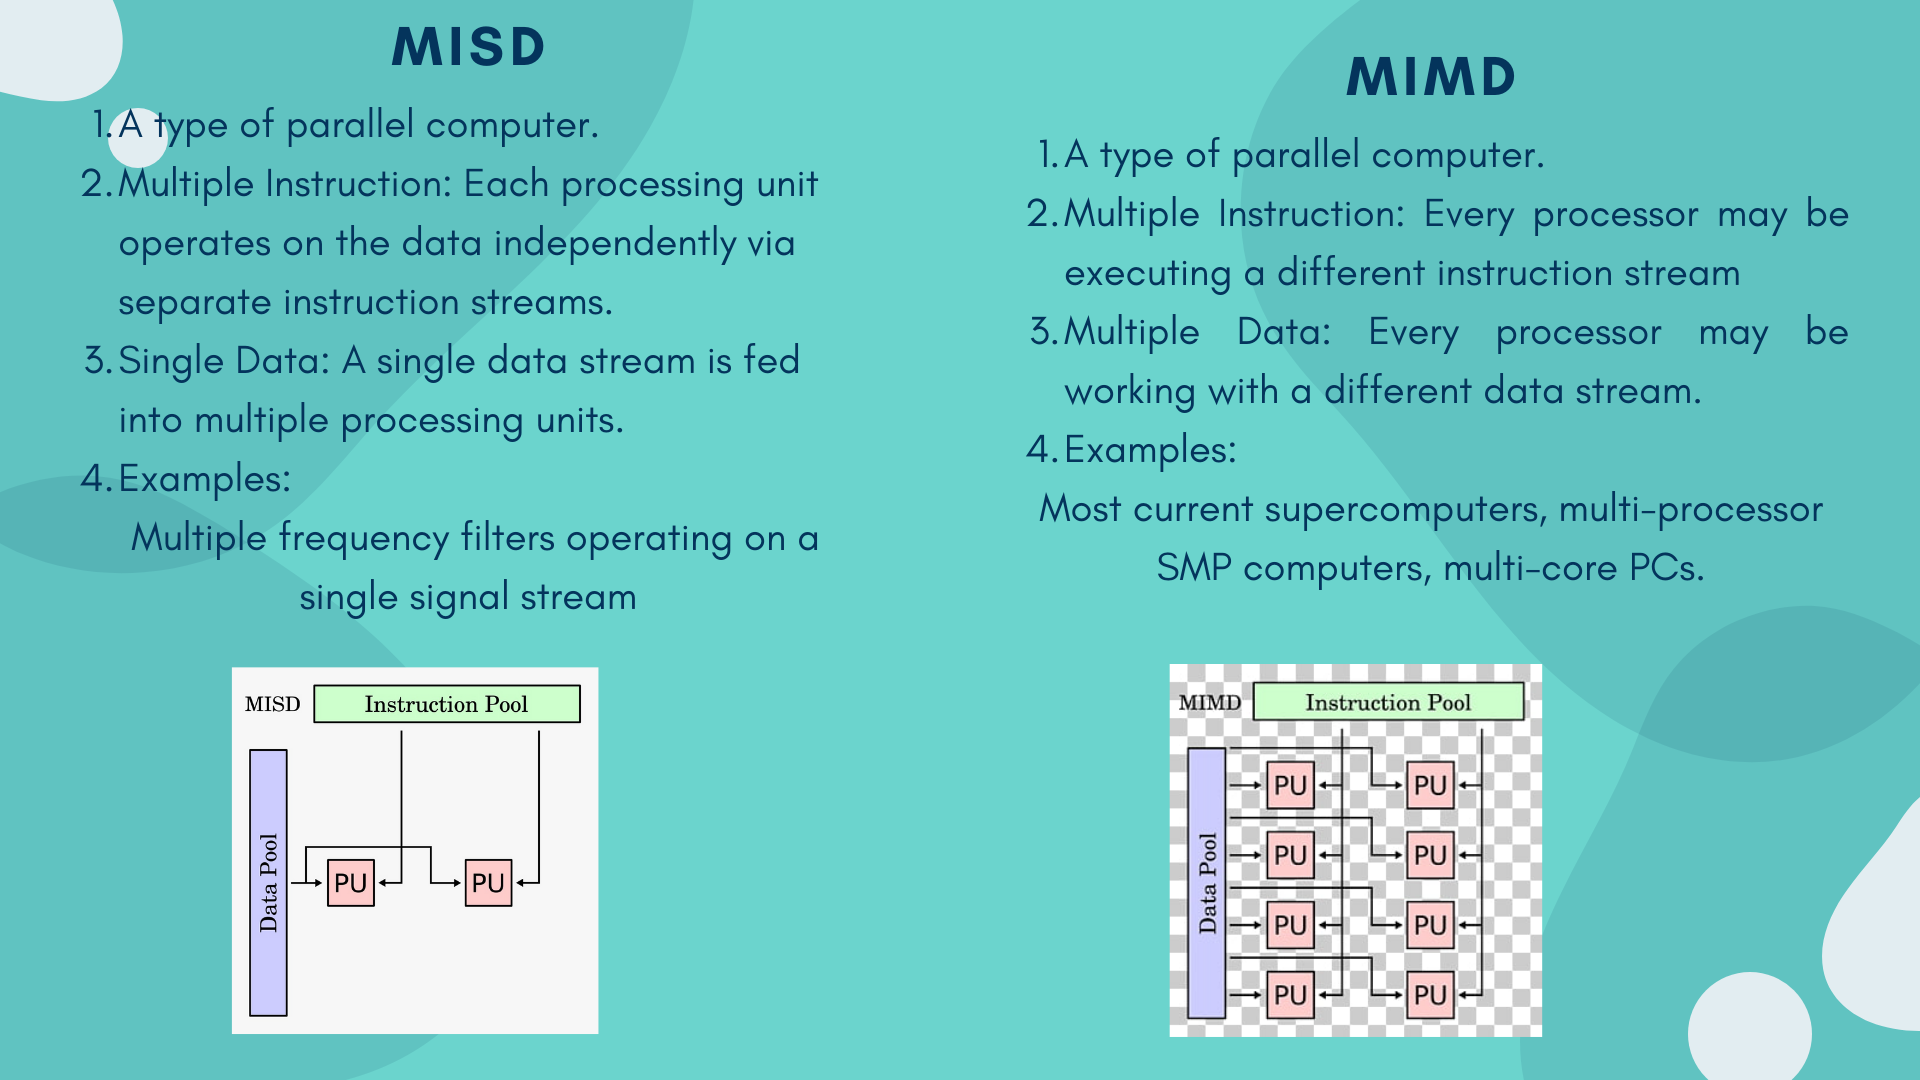 MISD
1. A type of parallel computer.
2. Multiple Instruction: Each processing unit
operates on the data independently via
separate instruction streams.
3. Single Data: A single data stream is fed
into multiple processing units.
4. Examples:
Multiple frequency filters operating on a
single signal stream
MISD
Instruction Pool
Data Pool
PU PU
MIMD
1. A type of parallel computer.
2. Multiple Instruction: Every processor may be
executing a different instruction stream
3. Multiple Data: Every processor may be
working with a different data stream.
4. Examples:
Most current supercomputers, multi-processor
SMP computers, multi-core PCs.
MIMD
Instruction Pool
Data Pool
PU PU
PU PU
PU PU
PU PU